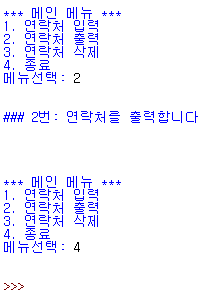 *** 메인 메뉴 ***
1. 연락처 입력
2. 연락처 출력
3. 연락처 삭제
4. 종료
메뉴선택: 2
### 2번: 연락처을 출력합니다
*** 메인 메뉴 ***
1. 연락처 입력
2. 연락처 출력
3. 연락처 삭제
4. 종료
메뉴선택: 4
>>>